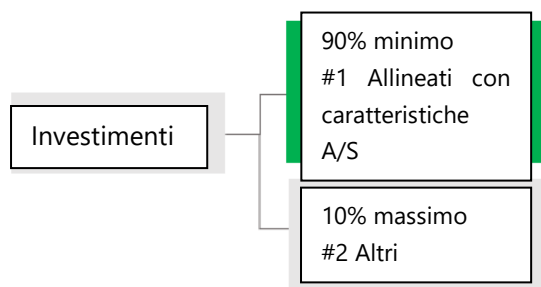 90% minimo
#1 Allineati con
caratteristiche
A/S
Investimenti
10% massimo
#2 Altri